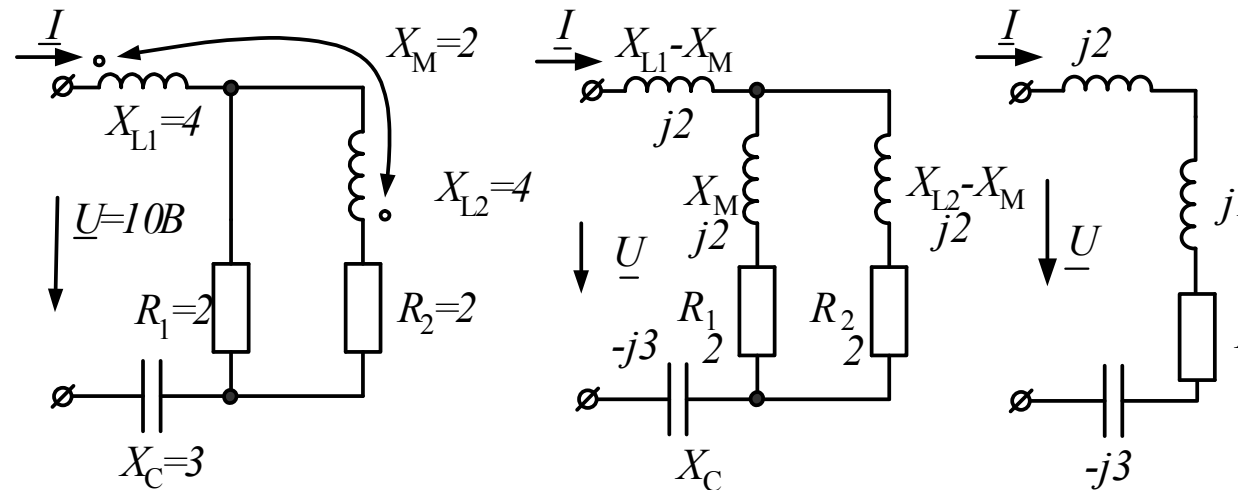 I
X_M=2
X_L1=4
X_L2=4
U=10В
R_1=2
R_2=2
X_C=3
I
X_L1-X_M
j2
X_M
j2
X_L2-X_M
j2
U
R_1
2
R_2
2
-j3
X_C
I
j2
U
-j3